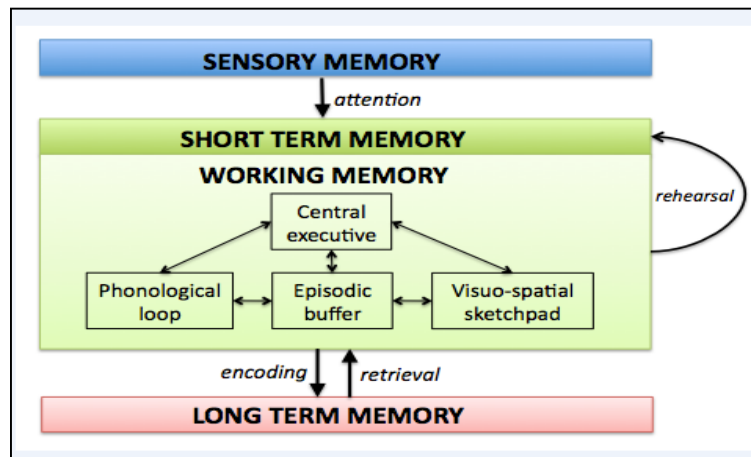 SENSORY MEMORY
attention
SHORT TERM MEMORY
WORKING MEMORY
rehearsal
Central
executive
Phonological
loop
Episodic
buffer
Visuo-spatial
sketchpad
encoding
retrieval
LONG TERM MEMORY